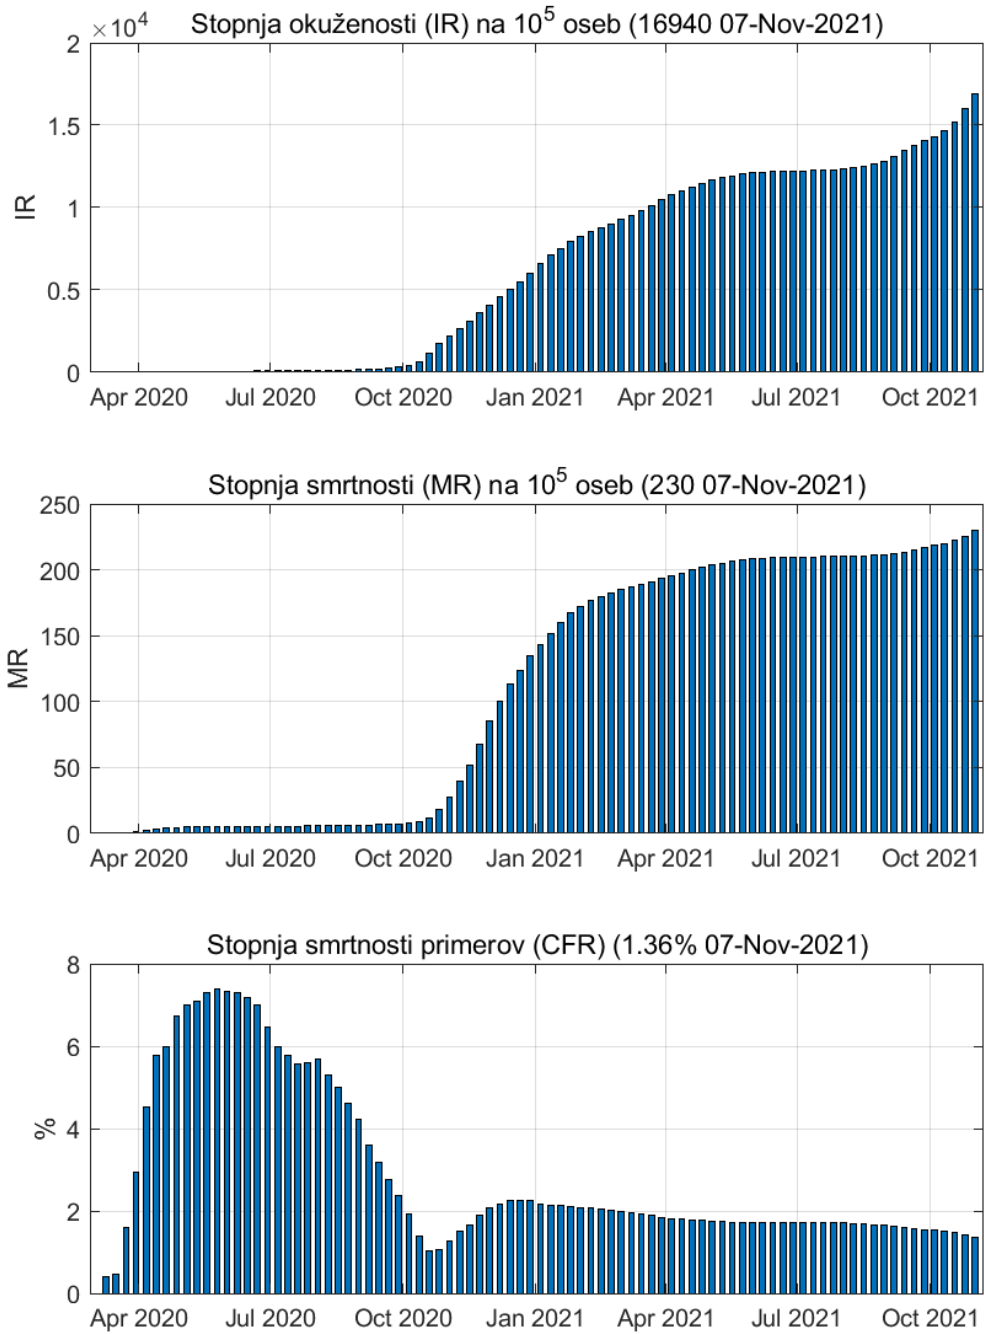 Stopnja okuženosti (IR) na 10^5 oseb (16940 07-Nov-2021)
×10^4
2
1.5
1
0.5
0
IR
Apr 2020 Jul 2020 Oct 2020 Jan 2021 Apr 2021 Jul 2021 Oct 2021
Stopnja smrtnosti (MR) na 10^5 oseb (230 07-Nov-2021)
250
200
150
100
50
0
MR
Apr 2020 Jul 2020 Oct 2020 Jan 2021 Apr 2021 Jul 2021 Oct 2021
Stopnja smrtnosti primerov (CFR) (1.36% 07-Nov-2021)
8
6
4
2
0
%
Apr 2020 Jul 2020 Oct 2020 Jan 2021 Apr 2021 Jul 2021 Oct 2021